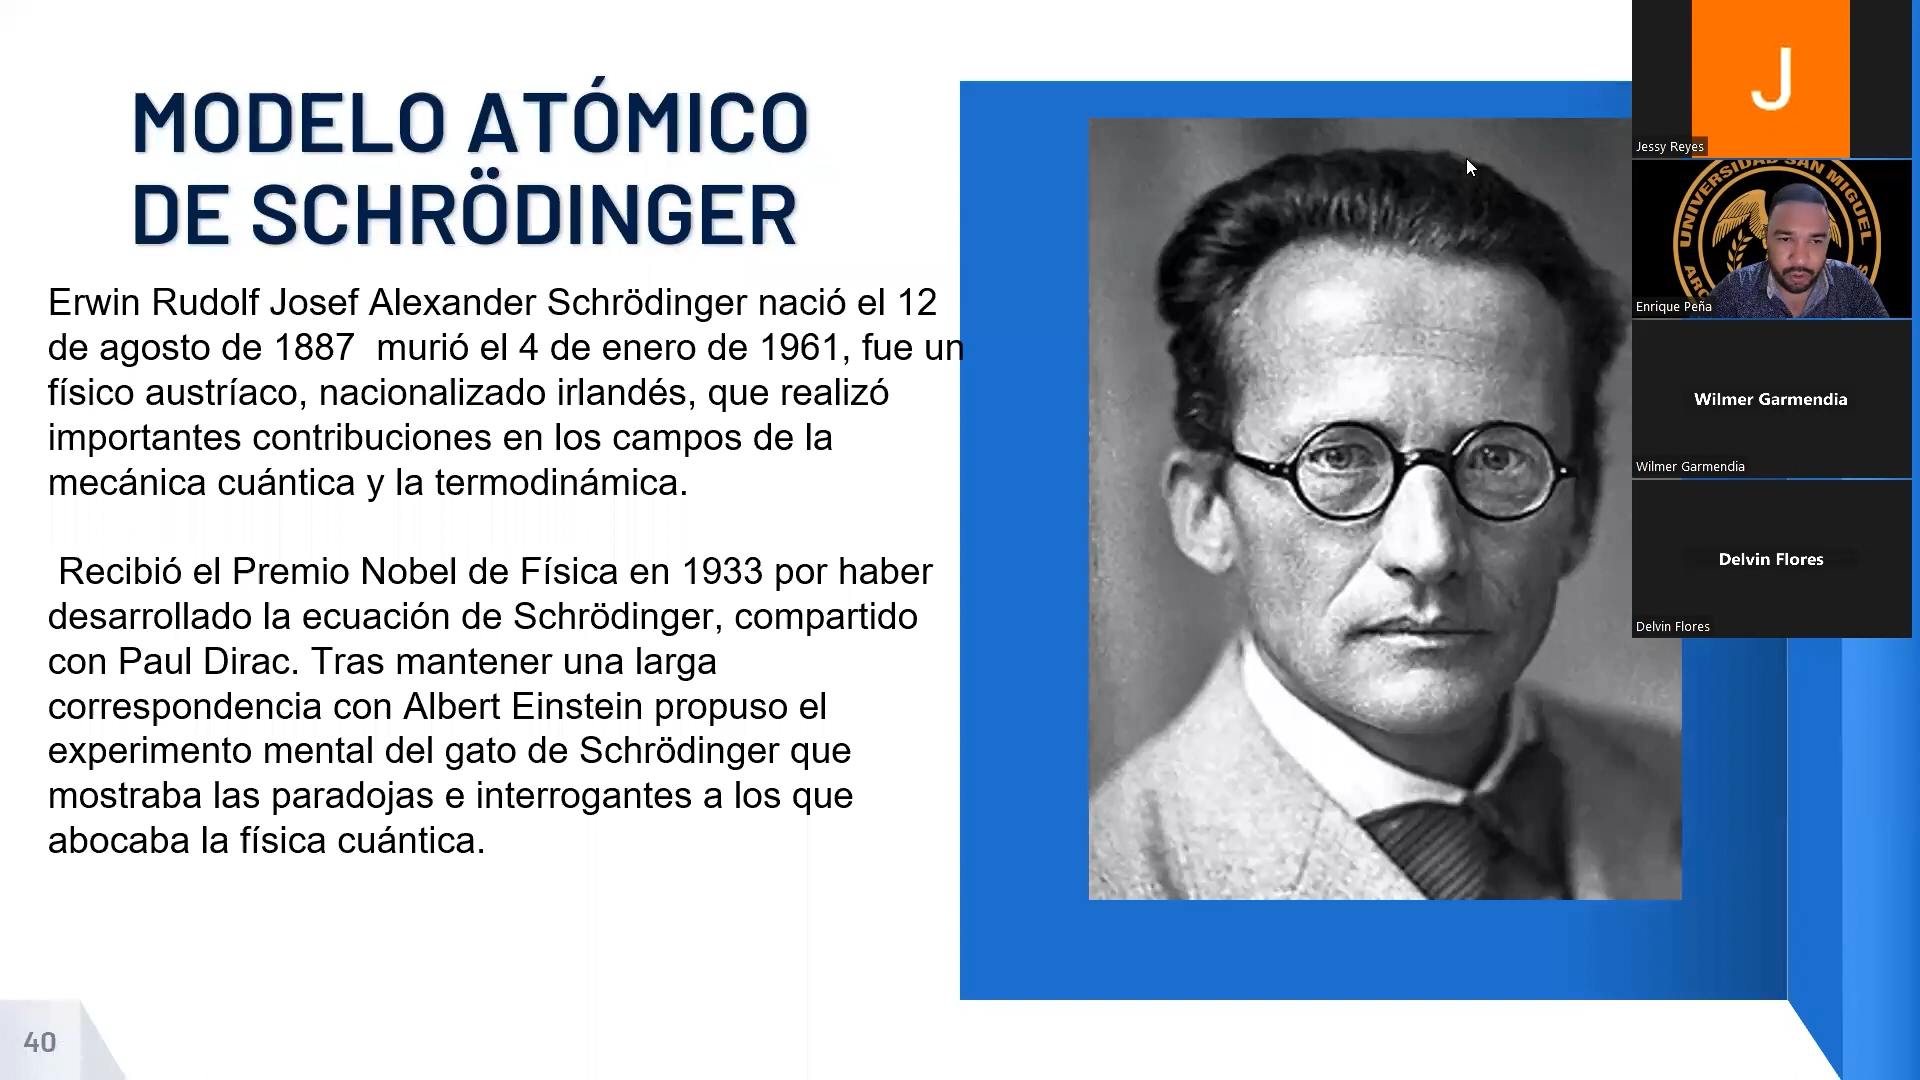 MODELO ATÓMICO
DE SCHRÖDINGER
Erwin Rudolf Josef Alexander Schrödinger nació el 12
de agosto de 1887  murió el 4 de enero de 1961, fue un
físico austríaco, nacionalizado irlandés, que realizó
importantes contribuciones en los campos de la
mecánica cuántica y la termodinámica.
Recibió el Premio Nobel de Física en 1933 por haber
desarrollado la ecuación de Schrödinger, compartido
con Paul Dirac. Tras mantener una larga
correspondencia con Albert Einstein propuso el
experimento mental del gato de Schrödinger que
mostraba las paradojas e interrogantes a los que
abocaba la física cuántica.
40
J
Jessy Reyes
UNIVERSIDAD SAN MIGUEL
Enrique Peña
Wilmer Garmendia
Wilmer Garmendia
Delvin Flores
Delvin Flores